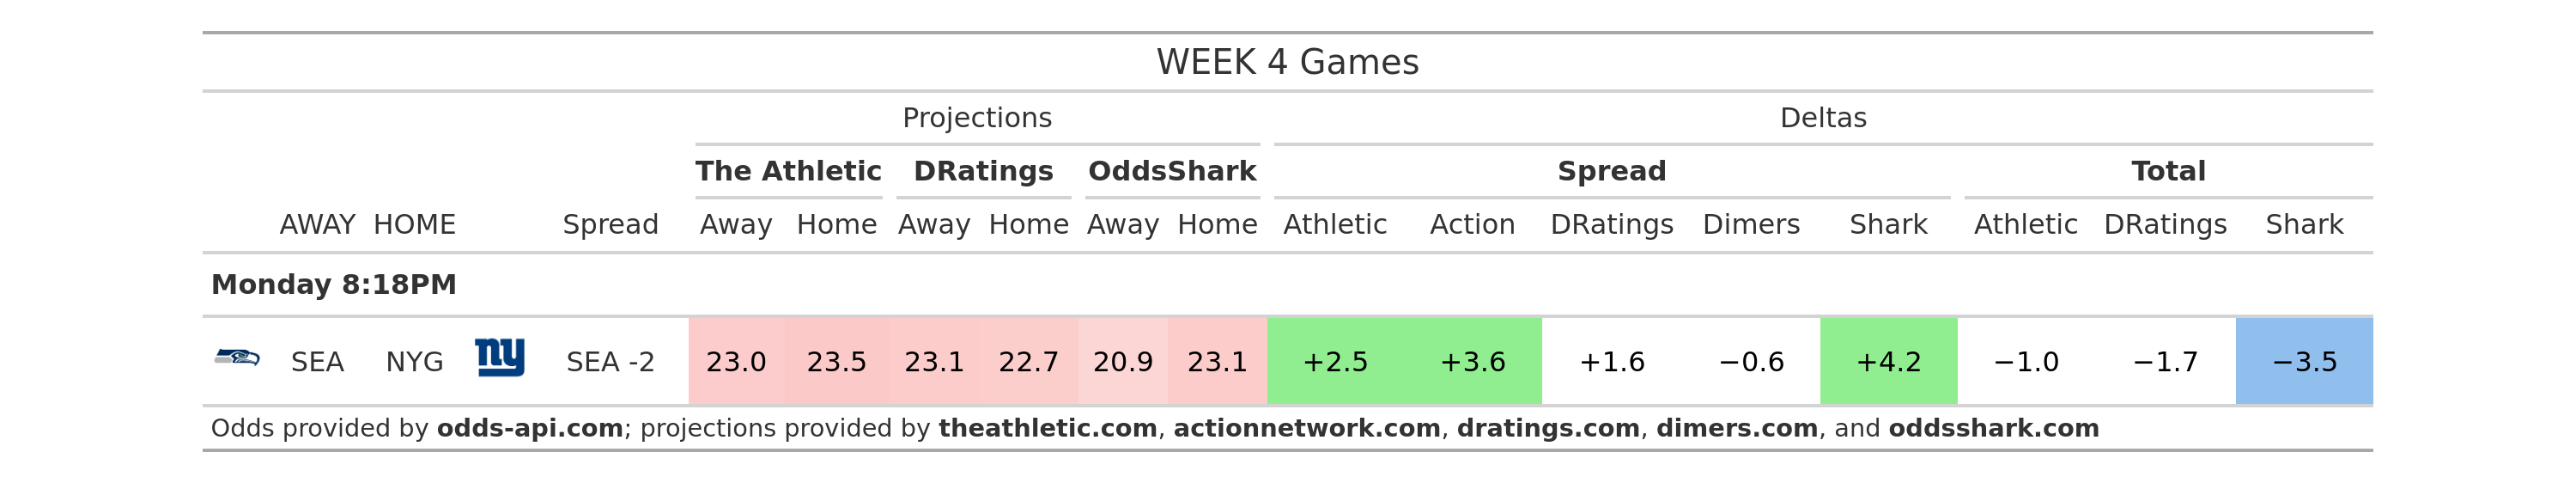 WEEK 4 Games
Projections Deltas
The Athletic DRatings OddsShark Spread Total
AWAY HOME Spread Away Home Away Home Away Home Athletic Action DRatings Dimers Shark Athletic DRatings Shark
Monday 8:18PM
SEA NYG ny SEA -2 23.0 23.5 23.1 22.7 20.9 23.1 +2.5 +3.6 +1.6 −0.6 +4.2 −1.0 −1.7 −3.5
Odds provided by odds-api.com; projections provided by theathletic.com, actionnetwork.com, dratings.com, dimers.com, and oddsshark.com